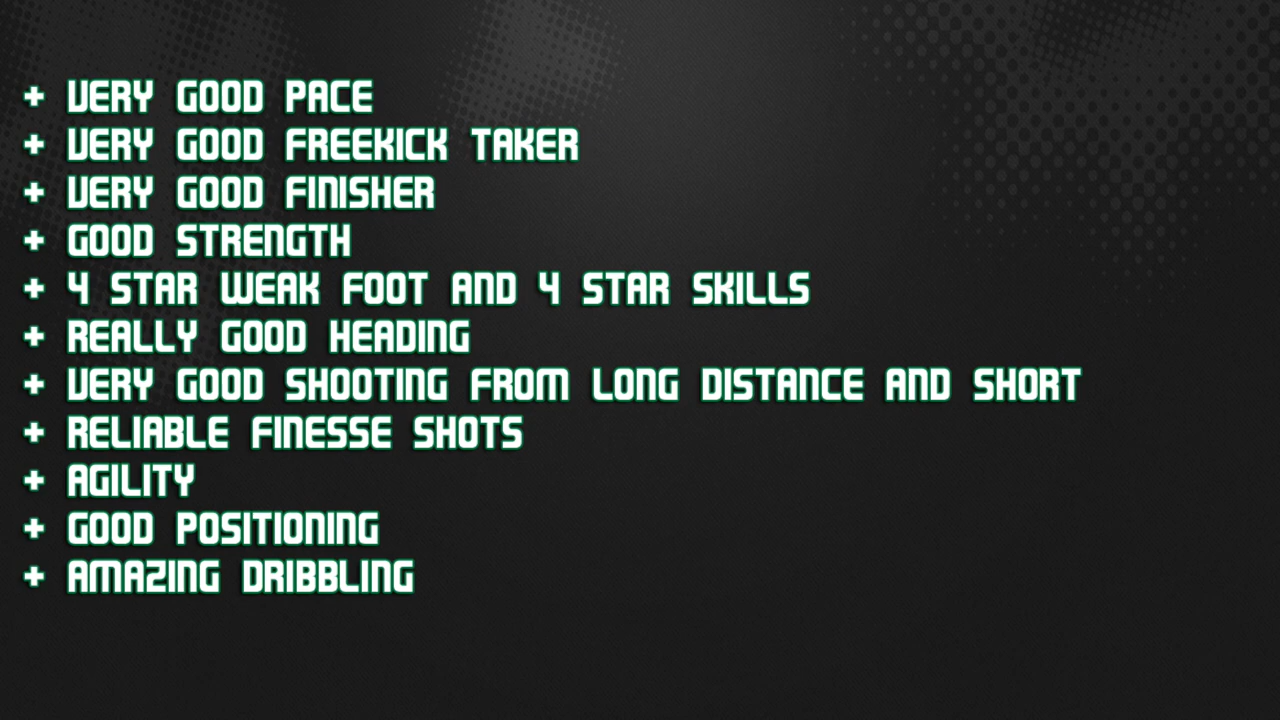 + VERY GOOD PACE
+ VERY GOOD FREEKICK TAKER
+ VERY GOOD FINISHER
+ GOOD STRENGTH
+ 4 STAR WEAK FOOT AND 4 STAR SKILLS
+ REALLY GOOD HEADING
+ VERY GOOD SHOOTING FROM LONG DISTANCE AND SHORT
+ RELIABLE FINESSE SHOTS
+ AGILITY
+ GOOD POSITIONING
+ AMAZING DRIBBLING